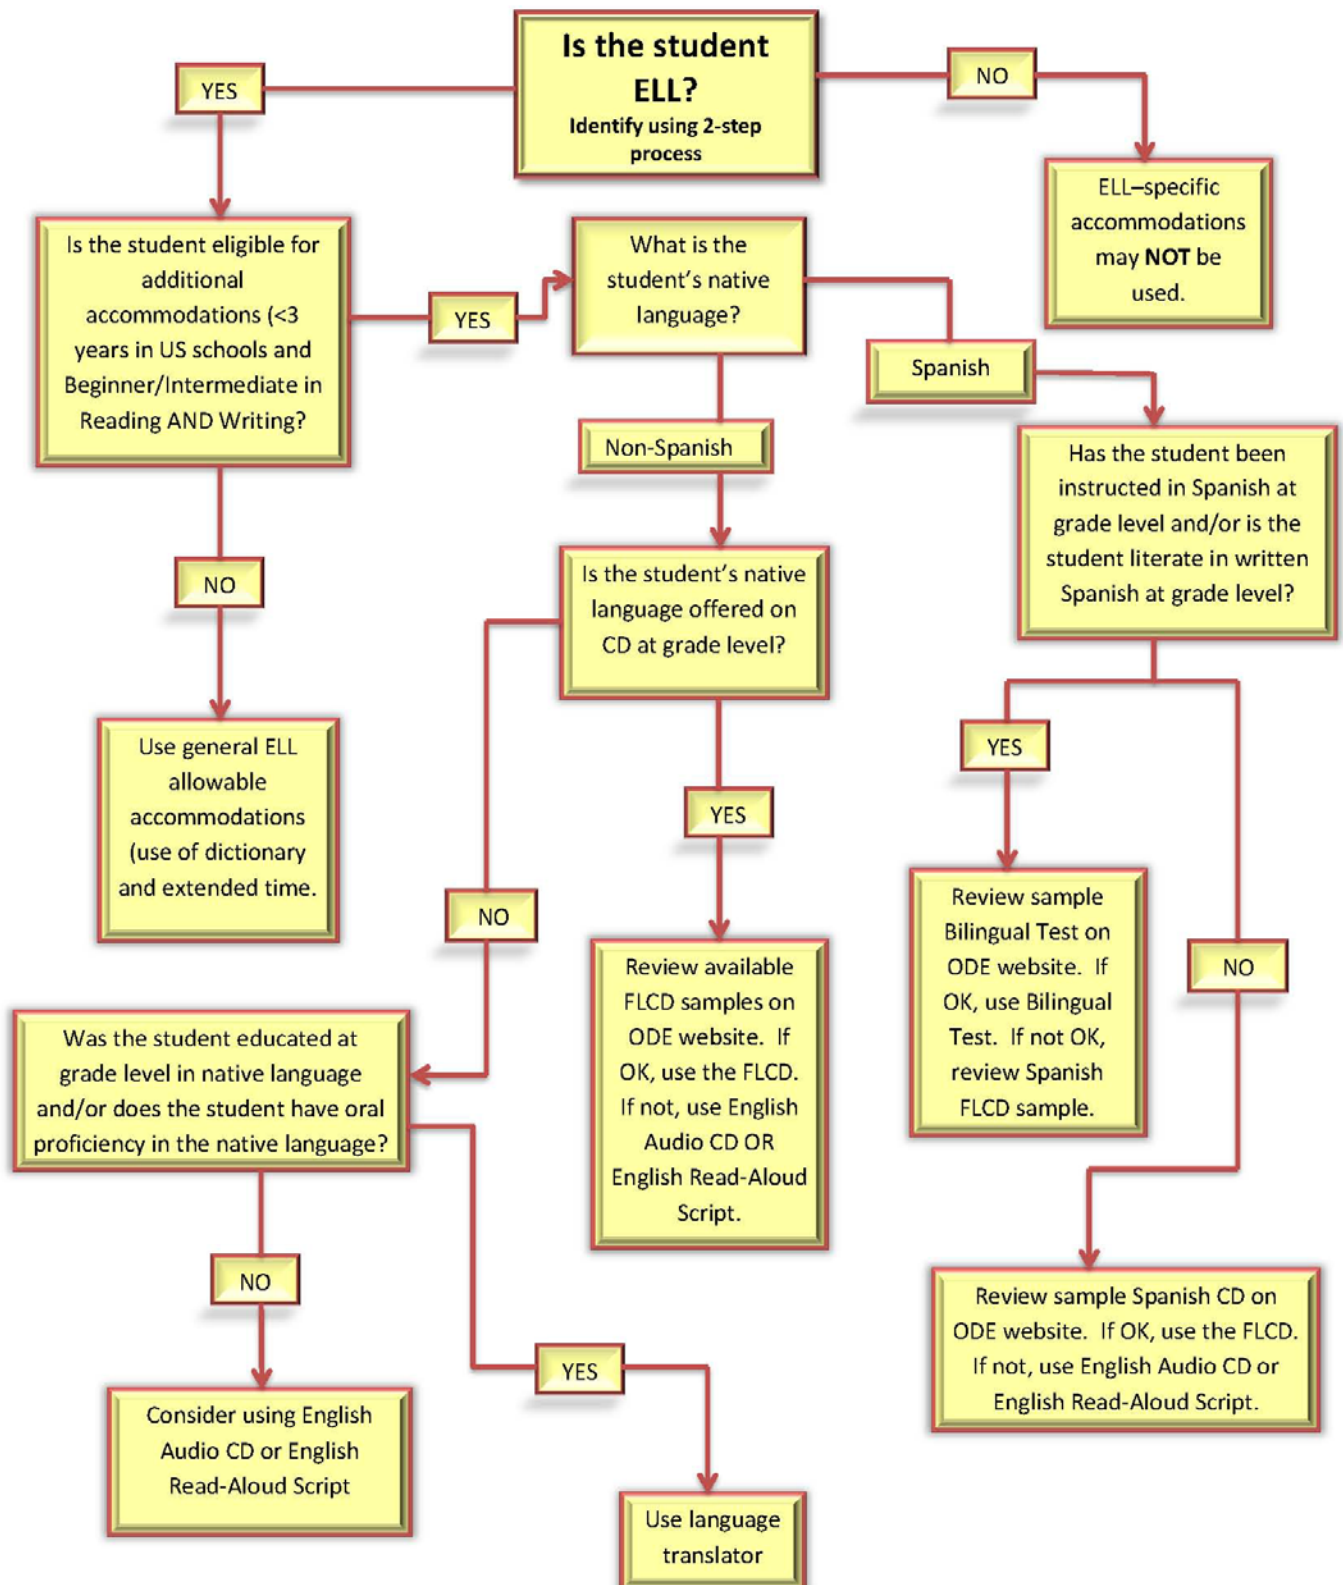 Is the student
ELL?
Identify using 2-step
process
YES
NO
ELL–specific
accommodations
may NOT be
used.
Is the student eligible for
additional
accommodations (<3
years in US schools and
Beginner/Intermediate in
Reading AND Writing?
YES
What is the
student’s native
language?
Spanish
Non-Spanish
Has the student been
instructed in Spanish at
grade level and/or is the
student literate in written
Spanish at grade level?
NO
Is the student’s native
language offered on
CD at grade level?
Use general ELL
allowable
accommodations
(use of dictionary
and extended time.
YES
YES
NO
NO
Review sample
Bilingual Test on
ODE website.  If
OK, use Bilingual
Test.  If not OK,
review Spanish
FLCD sample.
Review available
FLCD samples on
ODE website.  If
OK, use the FLCD.
If not, use English
Audio CD OR
English Read-Aloud
Script.
Was the student educated at
grade level in native language
and/or does the student have oral
proficiency in the native language?
NO
YES
Review sample Spanish CD on
ODE website.  If OK, use the FLCD.
If not, use English Audio CD or
English Read-Aloud Script.
Consider using English
Audio CD or English
Read-Aloud Script
Use language
translator